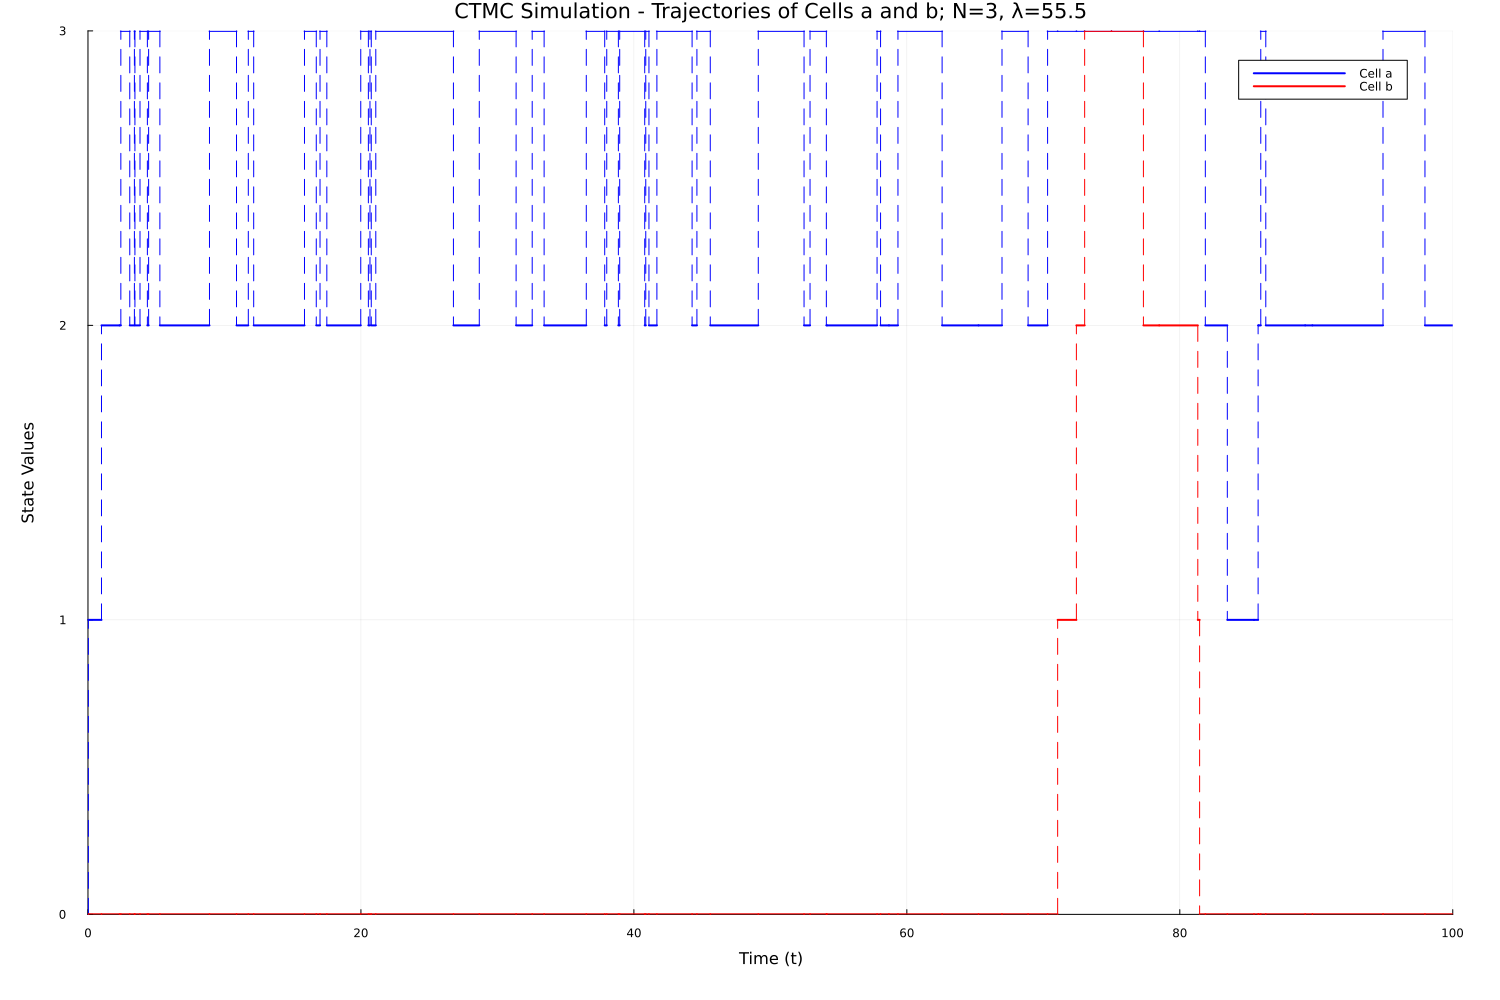 CTMC Simulation - Trajectories of Cells a and b; N=3, λ=55.5
3
Cell a
Cell b
2
State Values
1
0
0 20 40 60 80 100
Time (t)